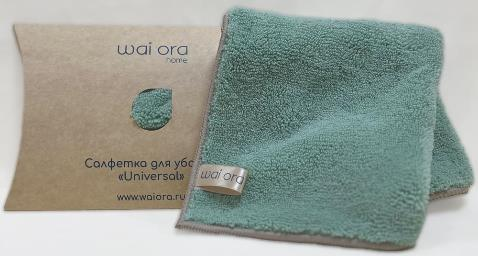 wai ora
home
Салфетка для убо
«Universal»
www.waiora.ru
wai ora